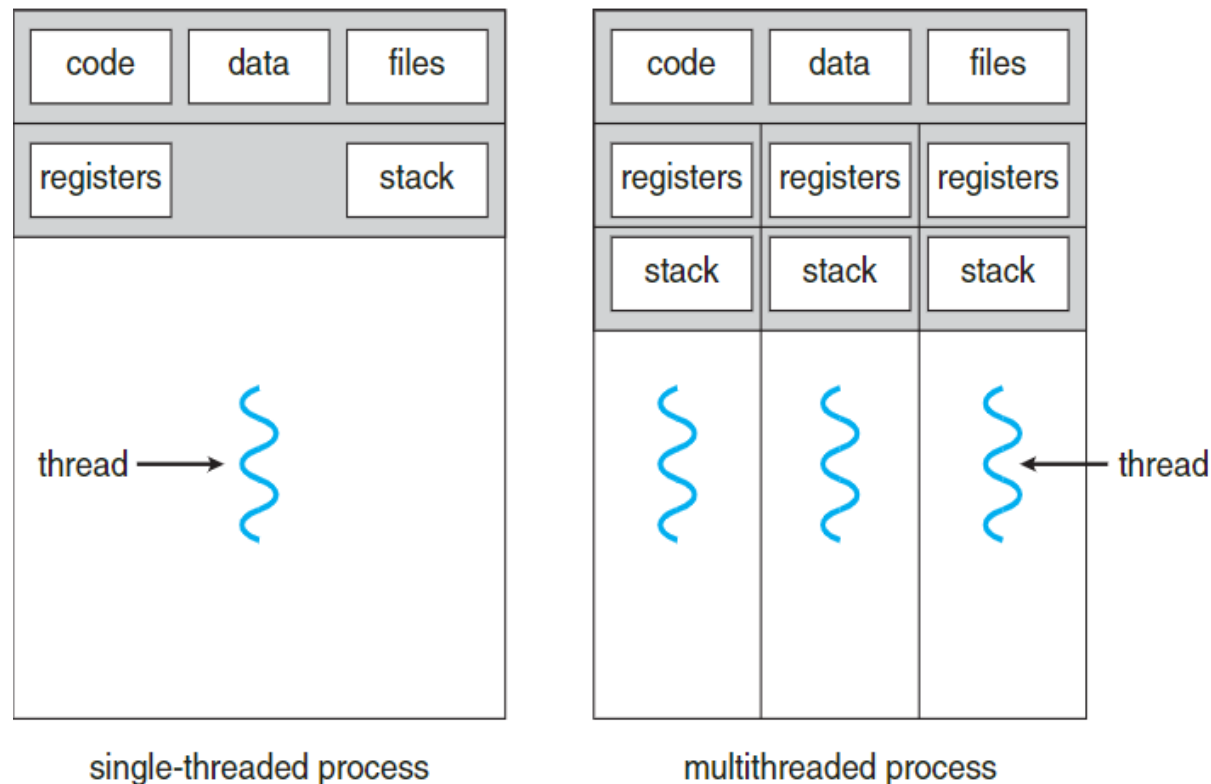 code data files
registers stack
thread
single-threaded process
code data files
registers registers registers
stack stack stack
thread
multithreaded process